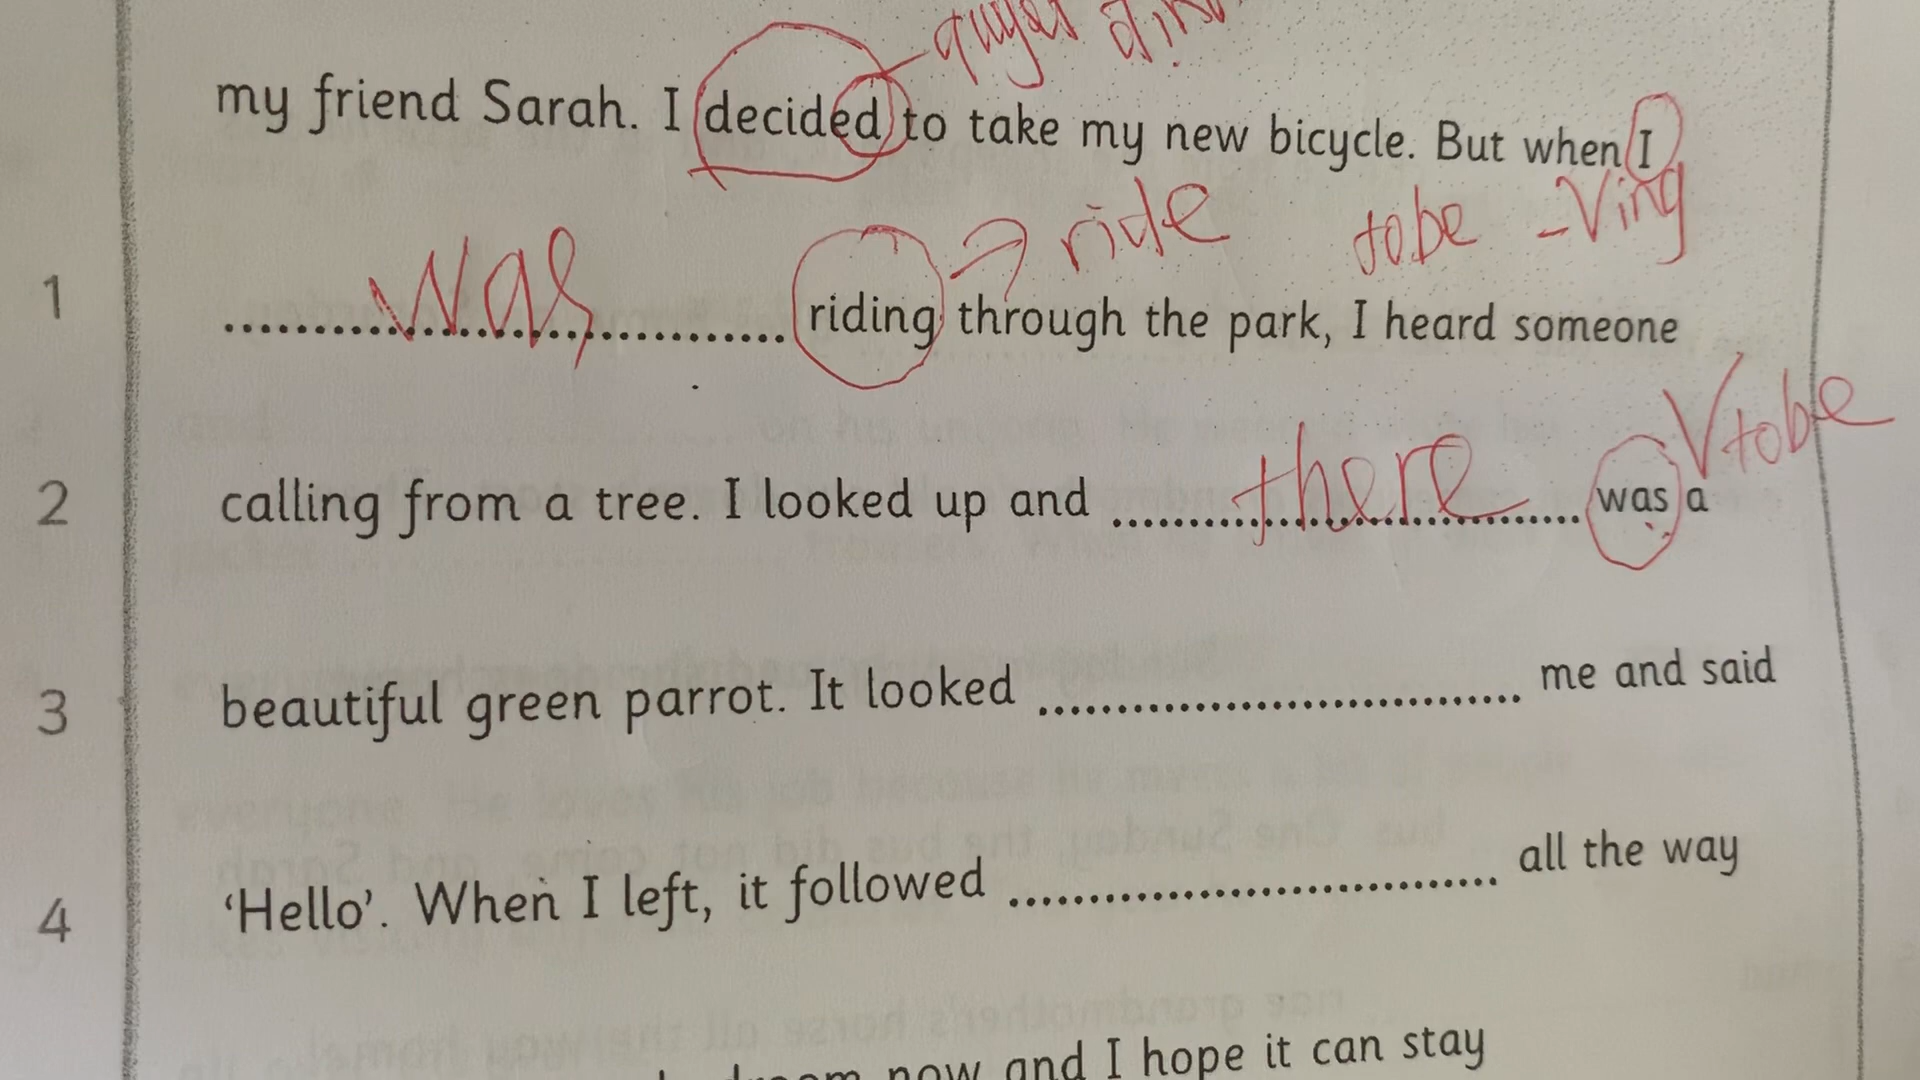 my friend Sarah. I decided to take my new bicycle. But when I
ride tobe -Ving
1 was riding through the park, I heard someone
Vtobe
2 calling from a tree. I looked up and there was a
3 beautiful green parrot. It looked .............................. me and said
4 ‘Hello’. When I left, it followed .............................. all the way
now and I hope it can stay